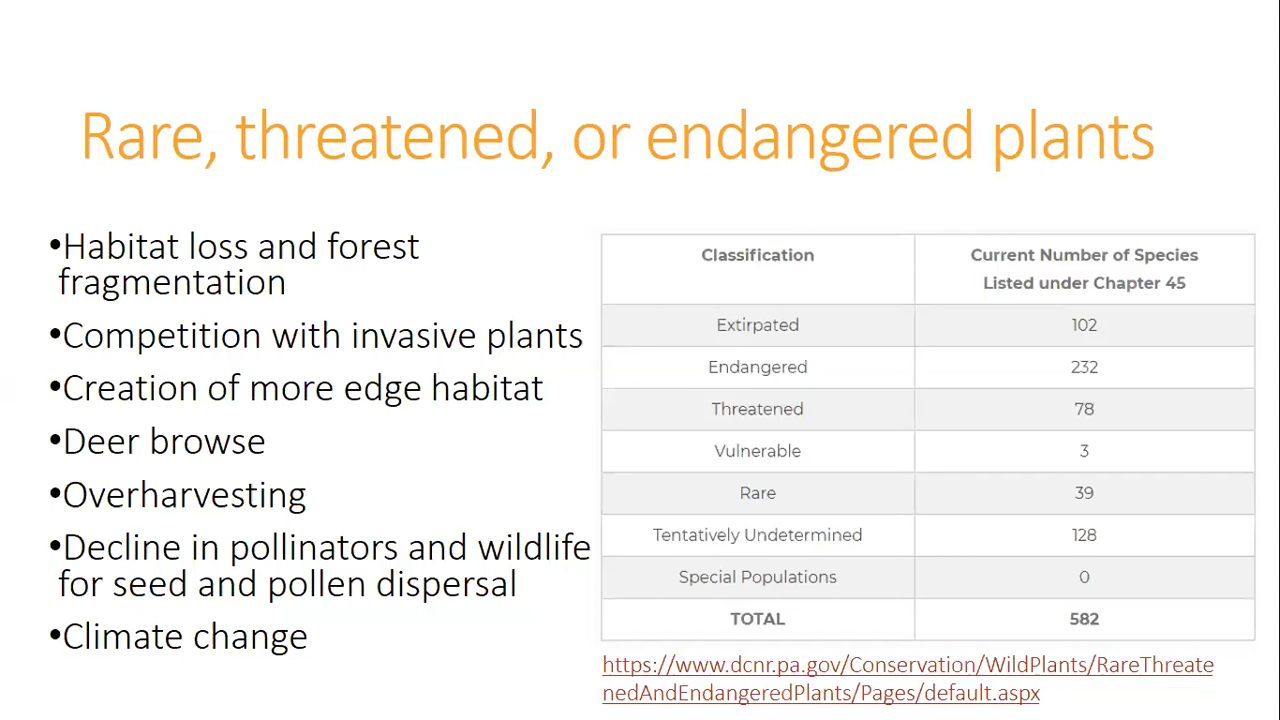 Rare, threatened, or endangered plants
•Habitat loss and forest
fragmentation
•Competition with invasive plants
•Creation of more edge habitat
•Deer browse
•Overharvesting
•Decline in pollinators and wildlife
for seed and pollen dispersal
•Climate change
Classification Current Number of Species
Listed under Chapter 45
Extirpated 102
Endangered 232
Threatened 78
Vulnerable 3
Rare 39
Tentatively Undetermined 128
Special Populations 0
TOTAL 582
https://www.dcnr.pa.gov/Conservation/WildPlants/RareThreate
nedAndEndangeredPlants/Pages/default.aspx